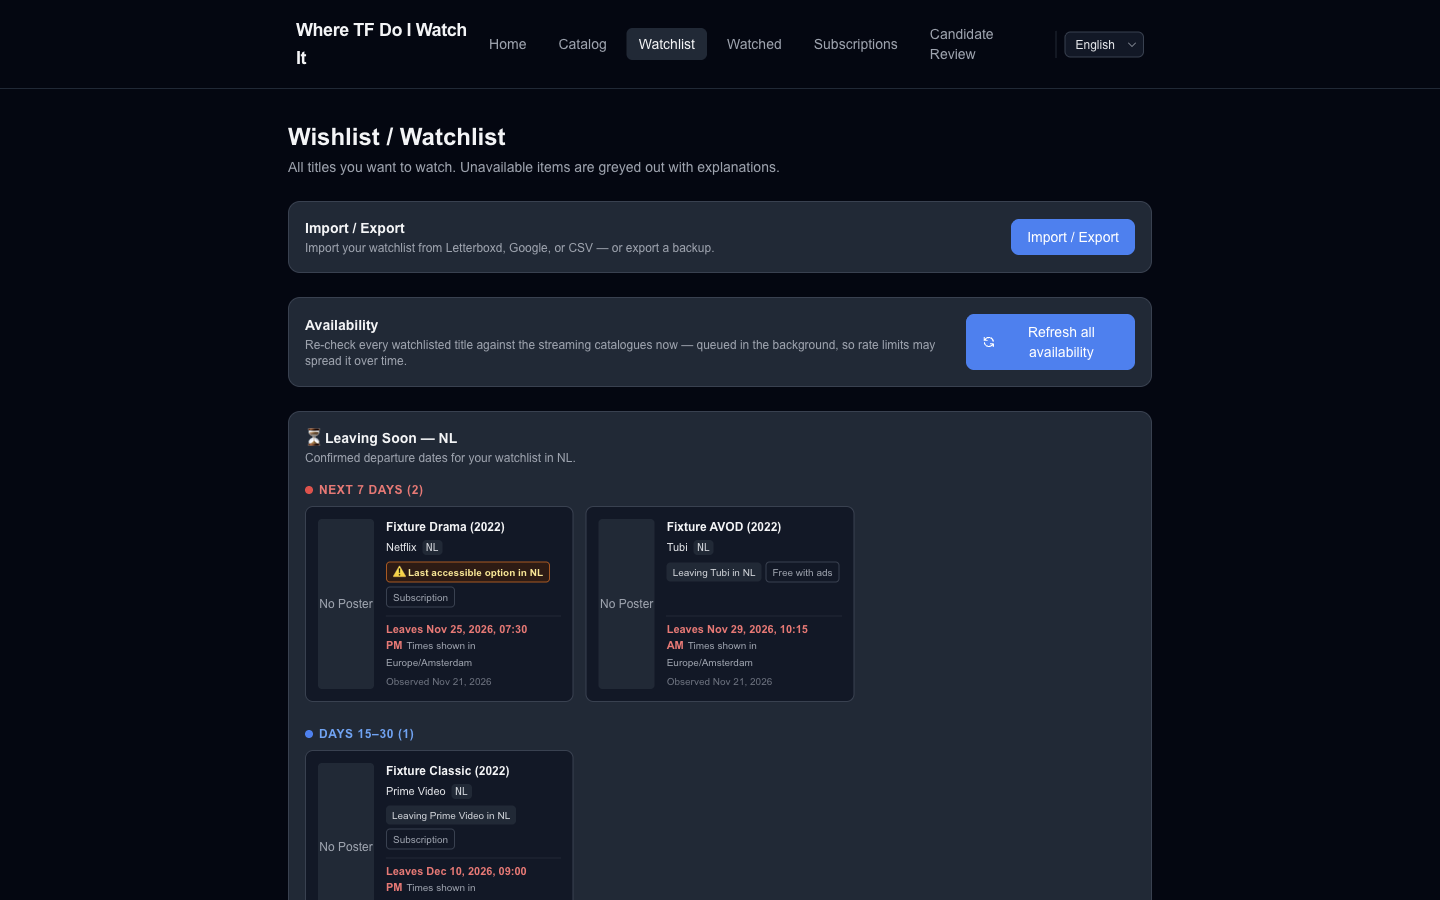 Where TF Do I Watch
It
Home
Catalog
Watchlist
Watched
Subscriptions
Candidate
Review
English
Wishlist / Watchlist
All titles you want to watch. Unavailable items are greyed out with explanations.
Import / Export
Import your watchlist from Letterboxd, Google, or CSV — or export a backup.
Import / Export
Availability
Re-check every watchlisted title against the streaming catalogues now — queued in the background, so rate limits may
spread it over time.
Refresh all
availability
⏳ Leaving Soon — NL
Confirmed departure dates for your watchlist in NL.
NEXT 7 DAYS (2)
No Poster
Fixture Drama (2022)
Netflix NL
⚠ Last accessible option in NL
Subscription
Leaves Nov 25, 2026, 07:30
PM Times shown in
Europe/Amsterdam
Observed Nov 21, 2026
No Poster
Fixture AVOD (2022)
Tubi NL
Leaving Tubi in NL Free with ads
Leaves Nov 29, 2026, 10:15
AM Times shown in
Europe/Amsterdam
Observed Nov 21, 2026
DAYS 15–30 (1)
No Poster
Fixture Classic (2022)
Prime Video NL
Leaving Prime Video in NL
Subscription
Leaves Dec 10, 2026, 09:00
PM Times shown in